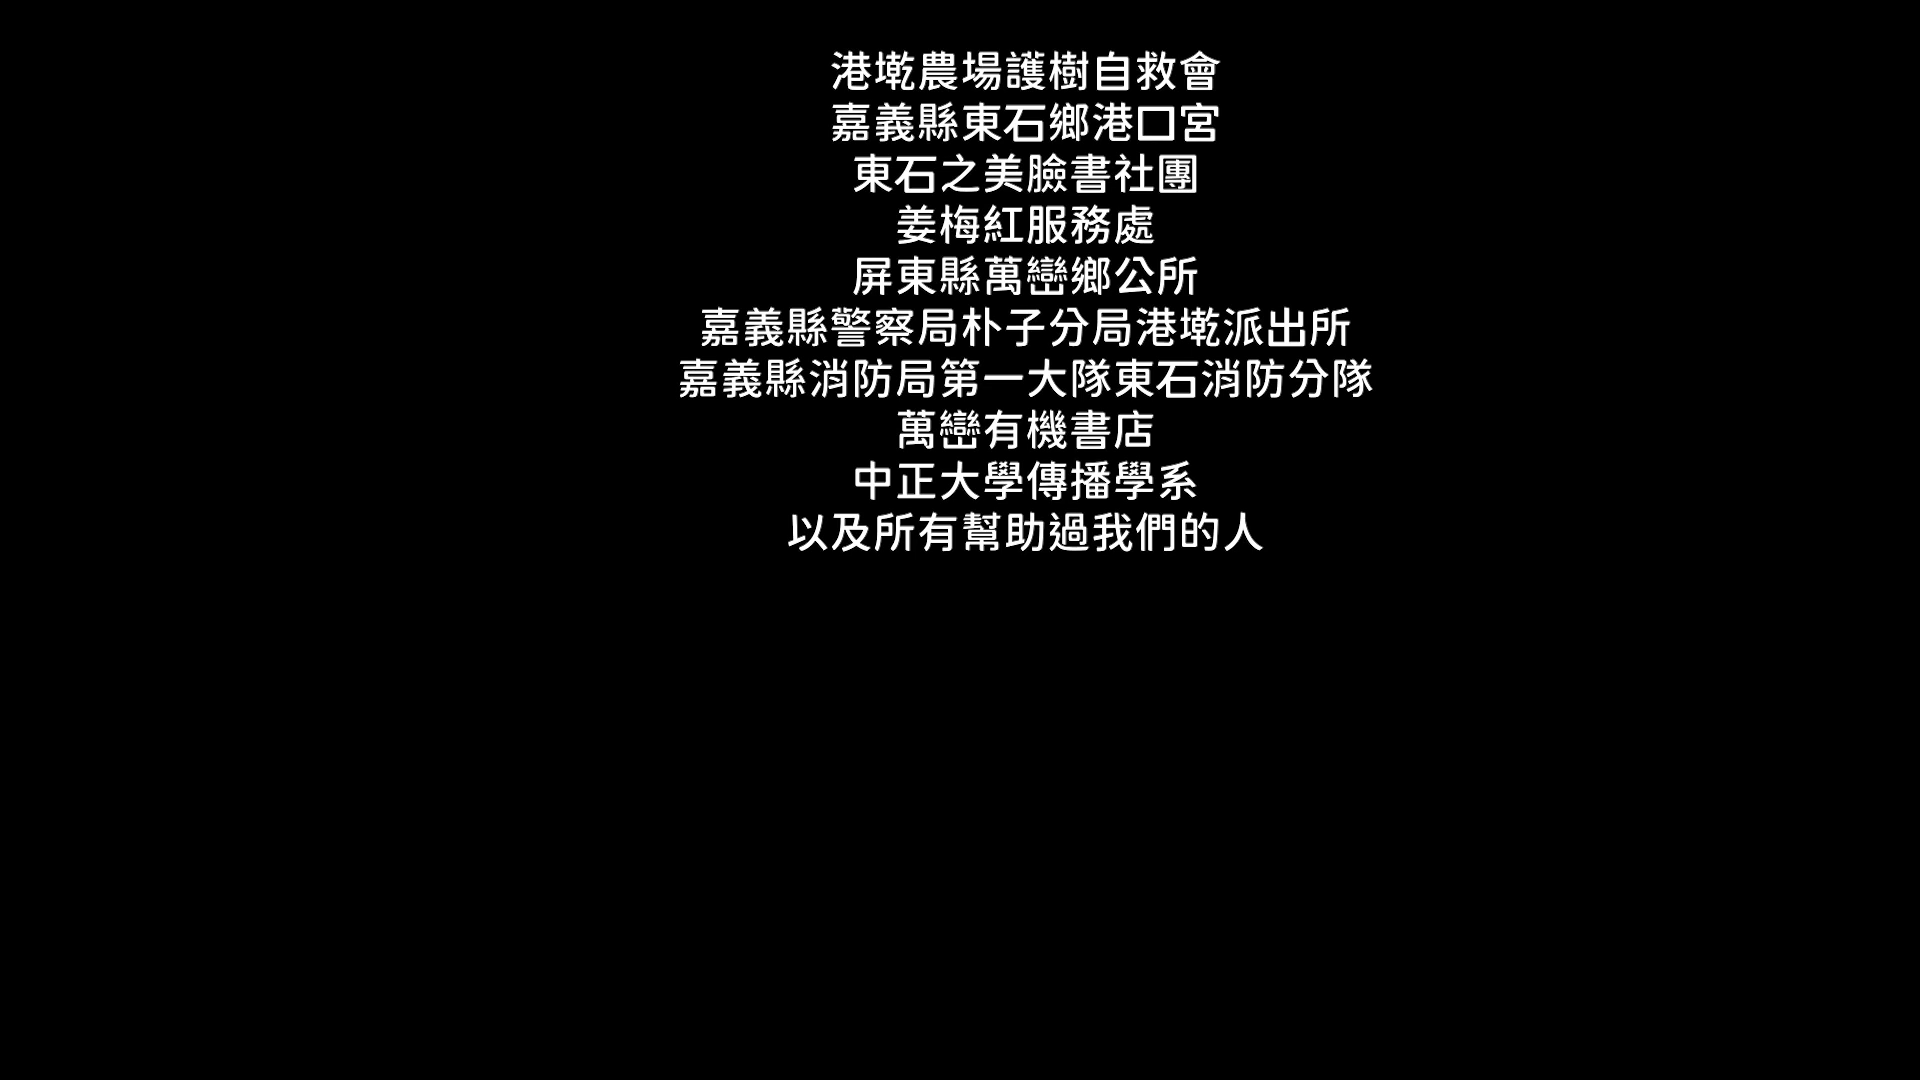 港墘農場護樹自救會
嘉義縣東石鄉港口宮
東石之美臉書社團
姜梅紅服務處
屏東縣萬巒鄉公所
嘉義縣警察局朴子分局港墘派出所
嘉義縣消防局第一大隊東石消防分隊
萬巒有機書店
中正大學傳播學系
以及所有幫助過我們的人